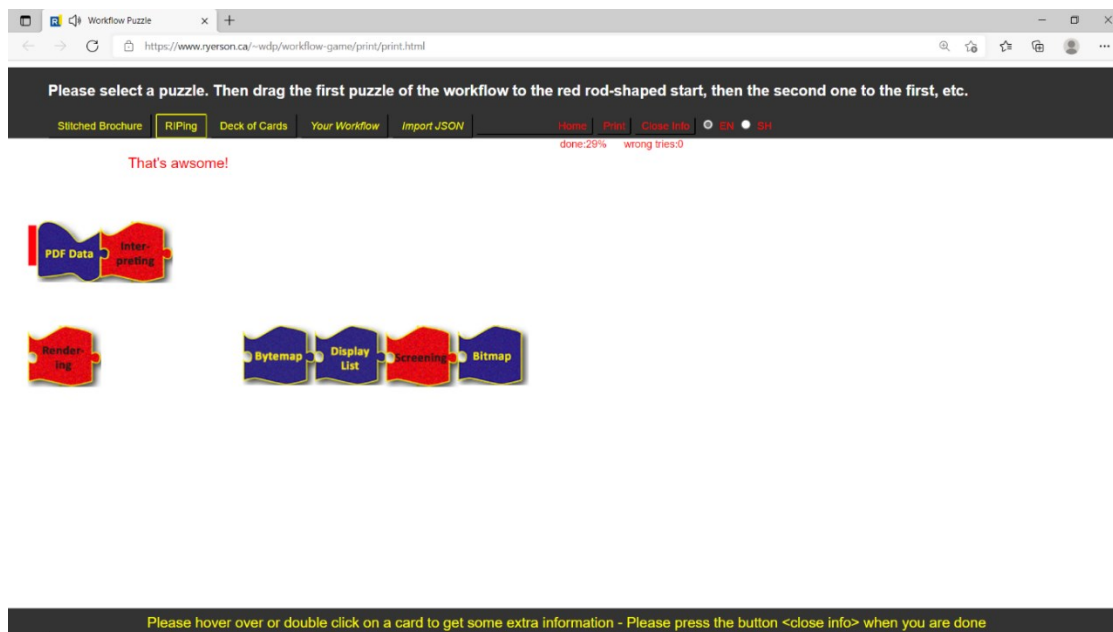 Workflow Puzzle
https://www.ryerson.ca/~wdp/workflow-game/print/print.html
Please select a puzzle. Then drag the first puzzle of the workflow to the red rod-shaped start, then the second one to the first, etc.
Stitched Brochure RIPing Deck of Cards Your Workflow Import JSON Home Print Close Info EN SH
done:29% wrong tries:0
That's awsome!
PDF Data
Inter-
preting
Render-
ing
Bytemap
Display
List
Screening
Bitmap
Please hover over or double click on a card to get some extra information - Please press the button <close info> when you are done